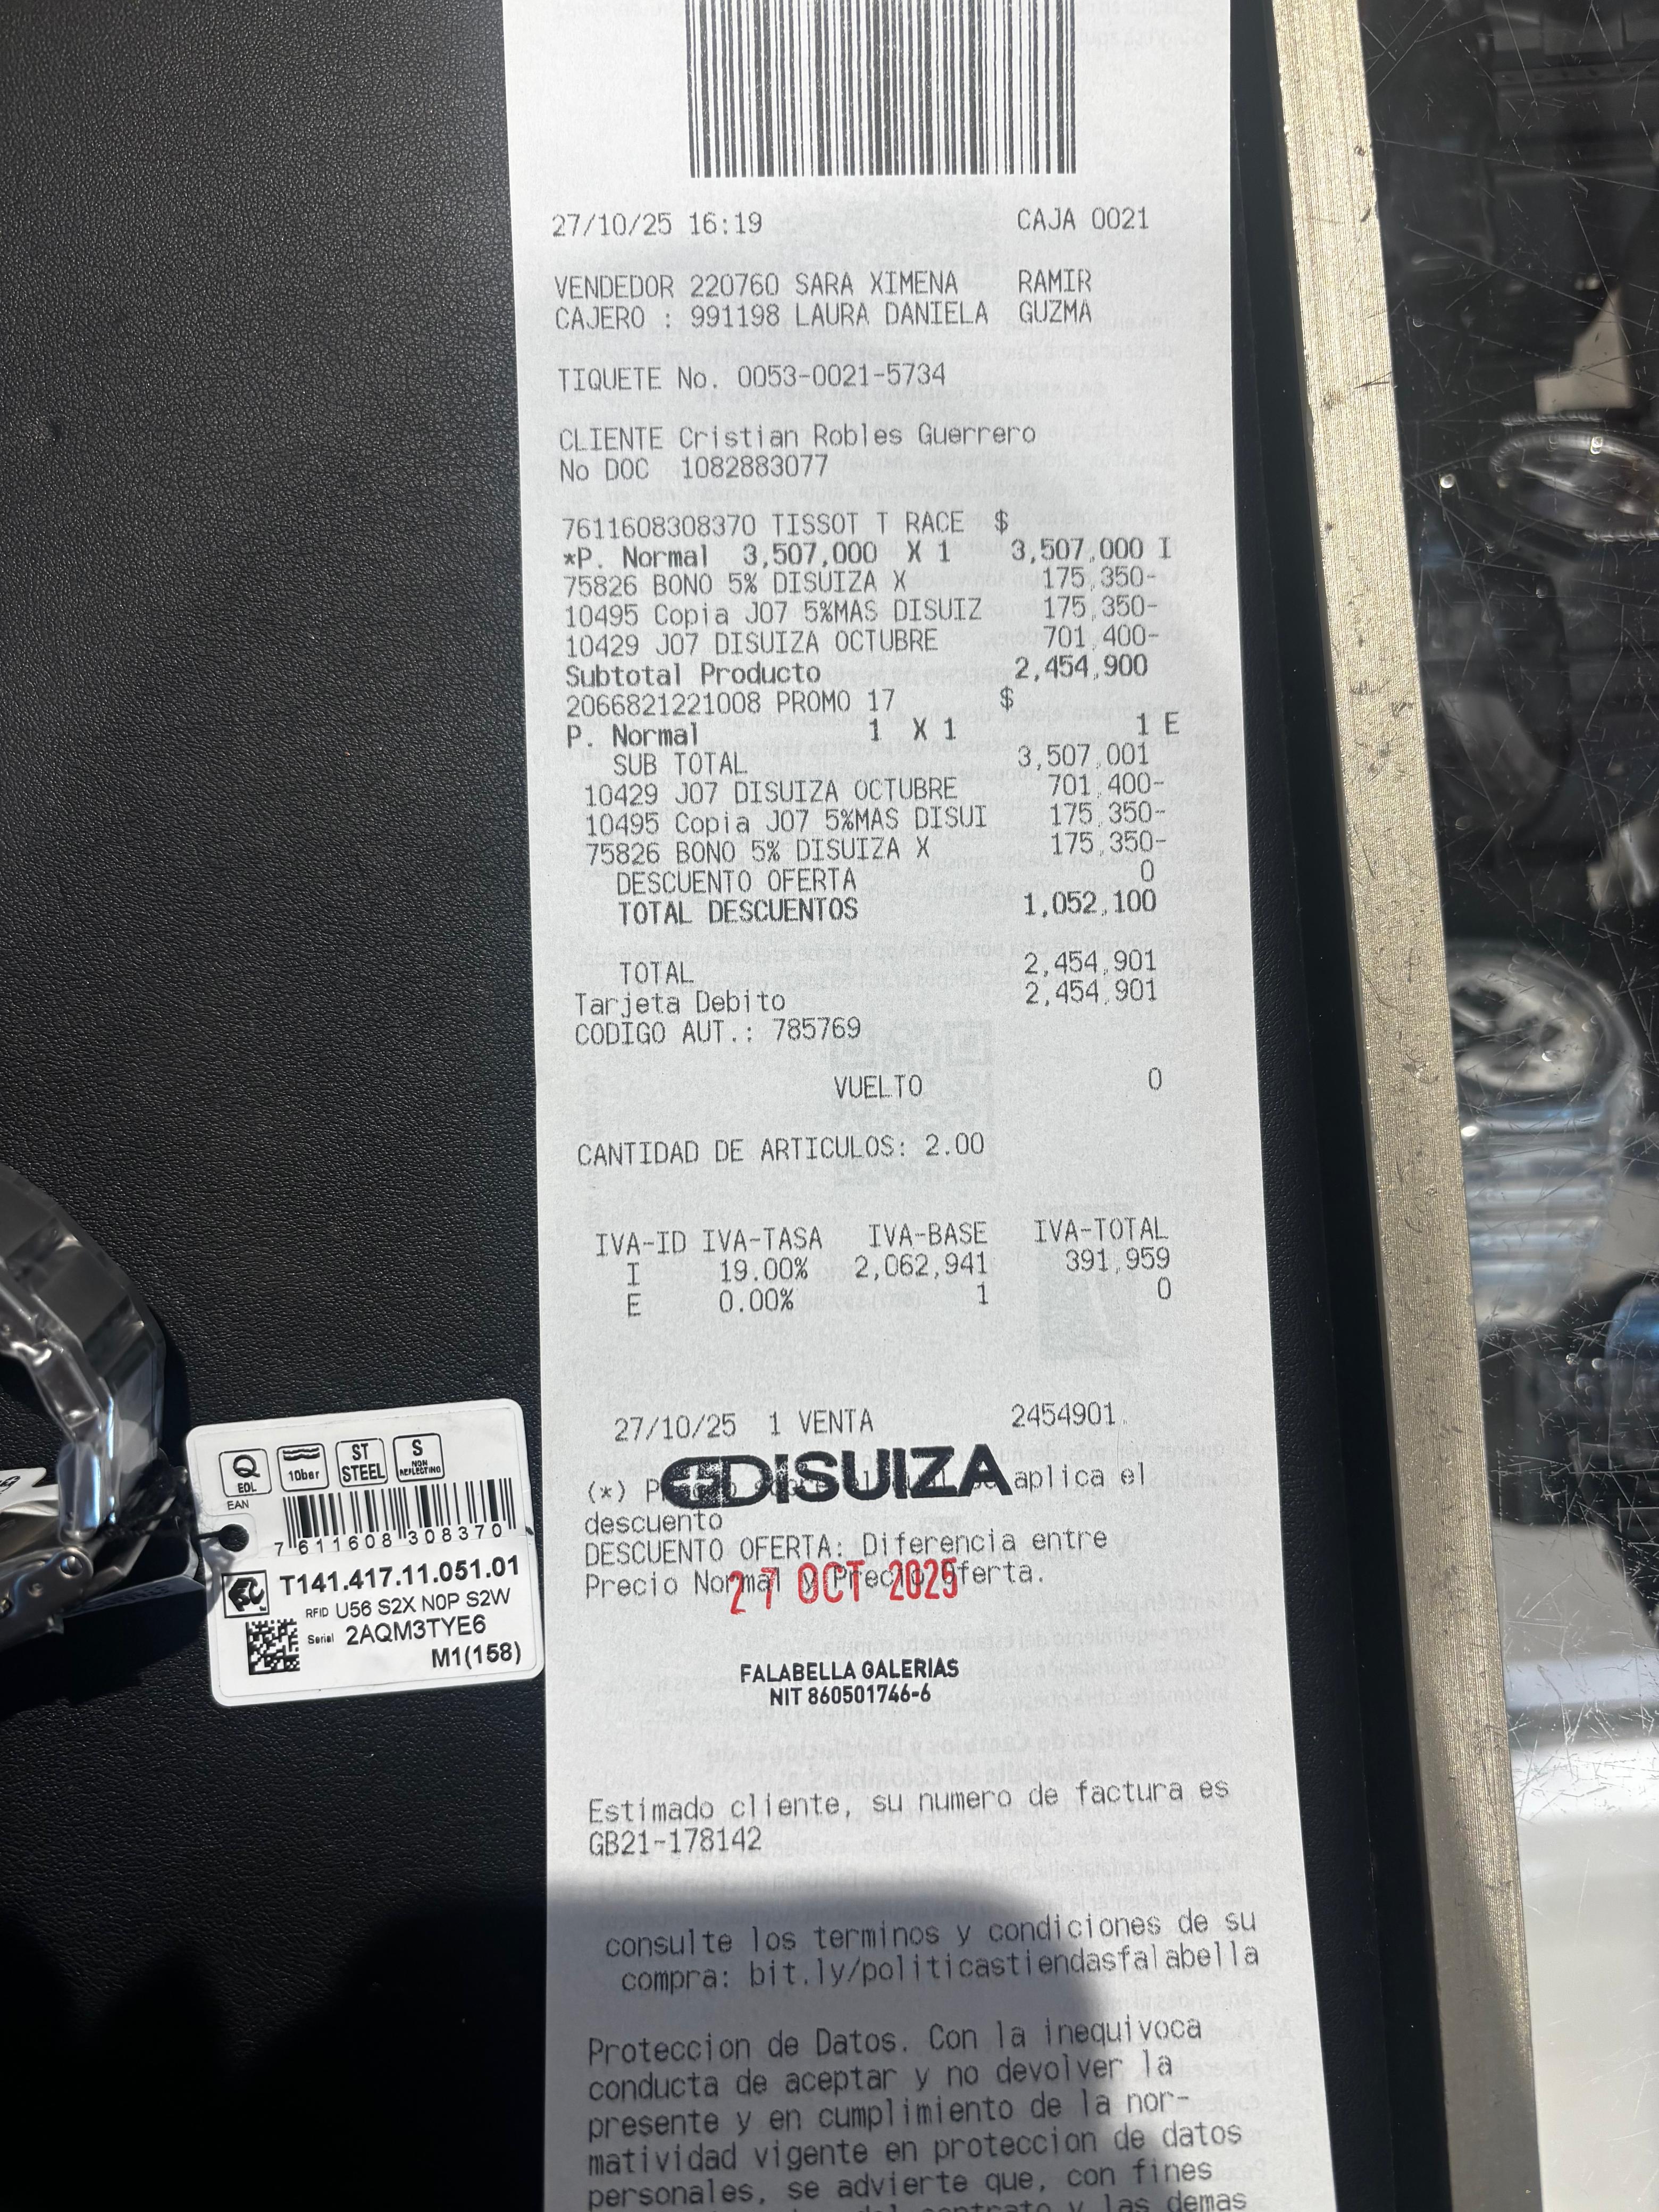 27/10/25 16:19 CAJA 0021
VENDEDOR 220760 SARA XIMENA RAMIR
CAJERO : 991198 LAURA DANIELA GUZMA
TIQUETE No. 0053-0021-5734
CLIENTE Cristian Robles Guerrero
No DOC 1082883077
7611608308370 TISSOT T RACE $
*P. Normal 3,507,000 X 1 3,507,000 I
75826 BONO 5% DISUIZA X 175,350-
10495 Copia J07 5%MAS DISUIZ 175,350-
10429 J07 DISUIZA OCTUBRE 701,400-
Subtotal Producto 2,454,900
2066821221008 PROMO 17 $
P. Normal 1 X 1 1 E
SUB TOTAL 3,507,001
10429 J07 DISUIZA OCTUBRE 701,400-
10495 Copia J07 5%MAS DISUI 175,350-
75826 BONO 5% DISUIZA X 175,350-
DESCUENTO OFERTA 0
TOTAL DESCUENTOS 1,052,100
TOTAL 2,454,901
Tarjeta Debito 2,454,901
CODIGO AUT.: 785769
VUELTO 0
CANTIDAD DE ARTICULOS: 2.00
IVA-ID IVA-TASA IVA-BASE IVA-TOTAL
I 19.00% 2,062,941 391,959
E 0.00% 1 0
27/10/25 1 VENTA 2454901.
DISUIZA
(*) aplica el
descuento
DESCUENTO OFERTA: Diferencia entre
Precio Normal y Precio Oferta.
27 OCT 2025
FALABELLA GALERIAS
NIT 860501746-6
Estimado cliente, su numero de factura es
GB21-178142
consulte los terminos y condiciones de su
compra: bit.ly/politicastiendasfalabella
Proteccion de Datos. Con la inequivoca
conducta de aceptar y no devolver la
presente y en cumplimiento de la nor-
matividad vigente en proteccion de datos
personales, se advierte que, con fines
contrato y las demas
Q EOL
10bar
ST STEEL
S NON REFLECTING
EAN
7 611608 308370
T141.417.11.051.01
RFID U56 S2X N0P S2W
Serial 2AQM3TYE6
M1(158)